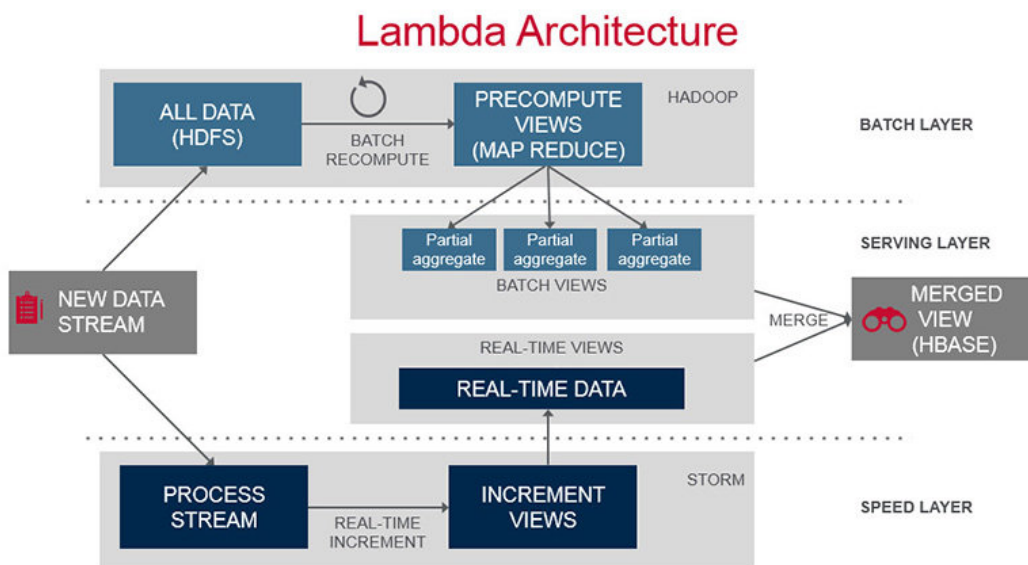 Lambda Architecture
ALL DATA
(HDFS)
BATCH
RECOMPUTE
PRECOMPUTE
VIEWS
(MAP REDUCE)
HADOOP
BATCH LAYER
Partial
aggregate
Partial
aggregate
Partial
aggregate
BATCH VIEWS
SERVING LAYER
NEW DATA
STREAM
MERGE
MERGED
VIEW
(HBASE)
REAL-TIME VIEWS
REAL-TIME DATA
PROCESS
STREAM
REAL-TIME
INCREMENT
INCREMENT
VIEWS
STORM
SPEED LAYER